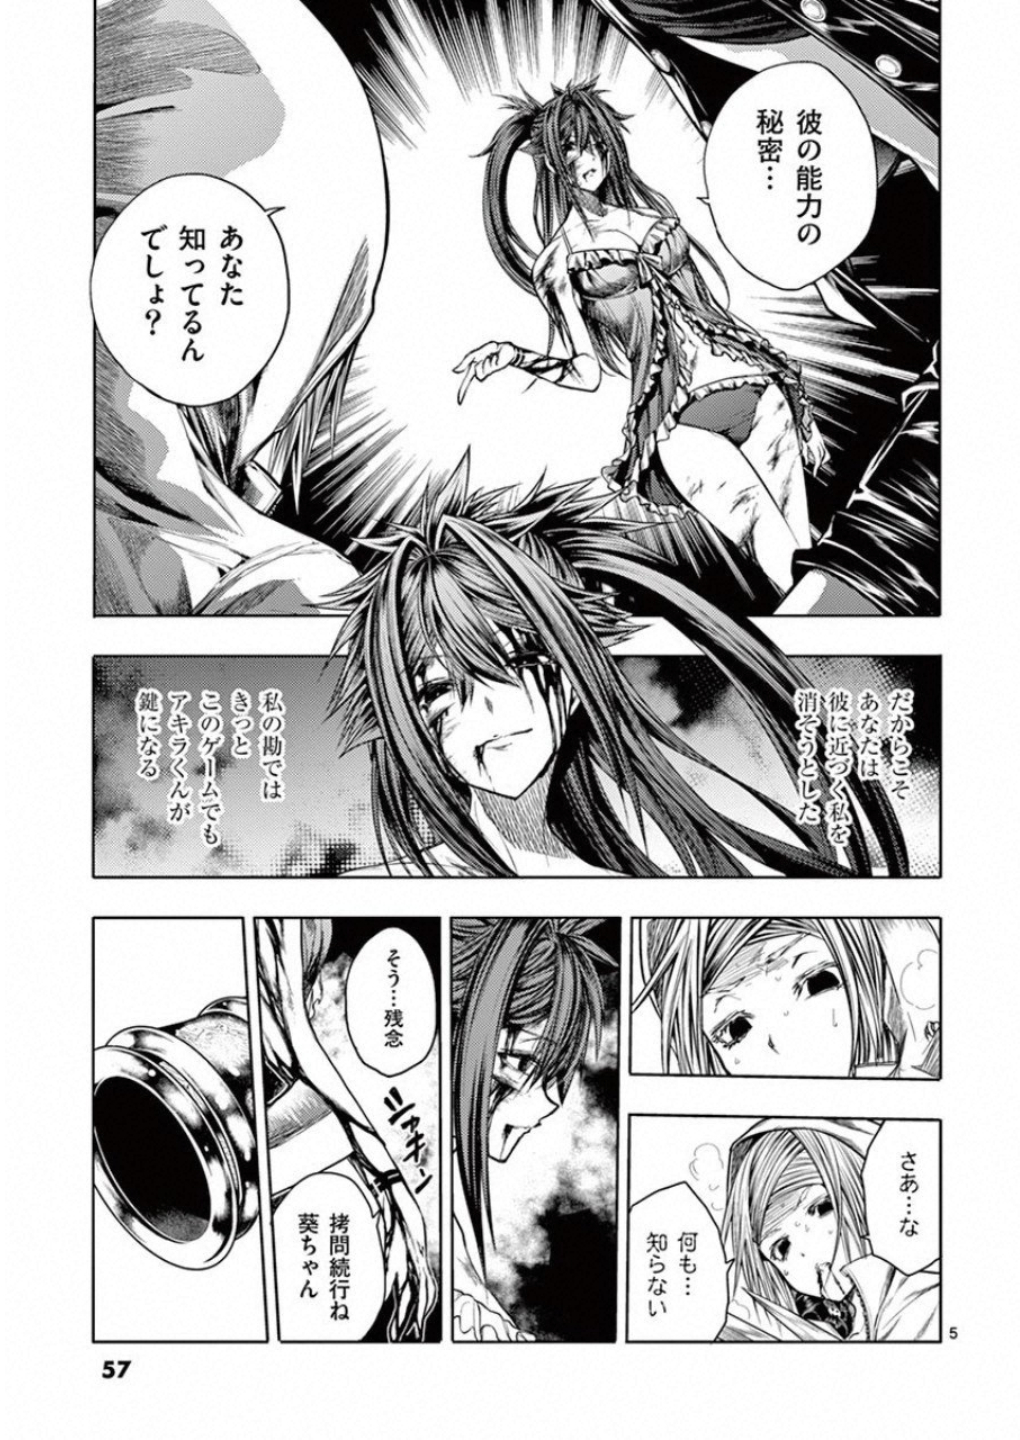 彼の能力の
秘密…
あなた
知ってるん
でしょ？
だからこそ
あなたは
彼に近づく私を
消そうとした
私の勘では
きっと
このゲームでも
アキラくんが
鍵になる
さあ…な
何も…
知らない
そう…残念
ジャキン
拷問続行ね
葵ちゃん
5
57